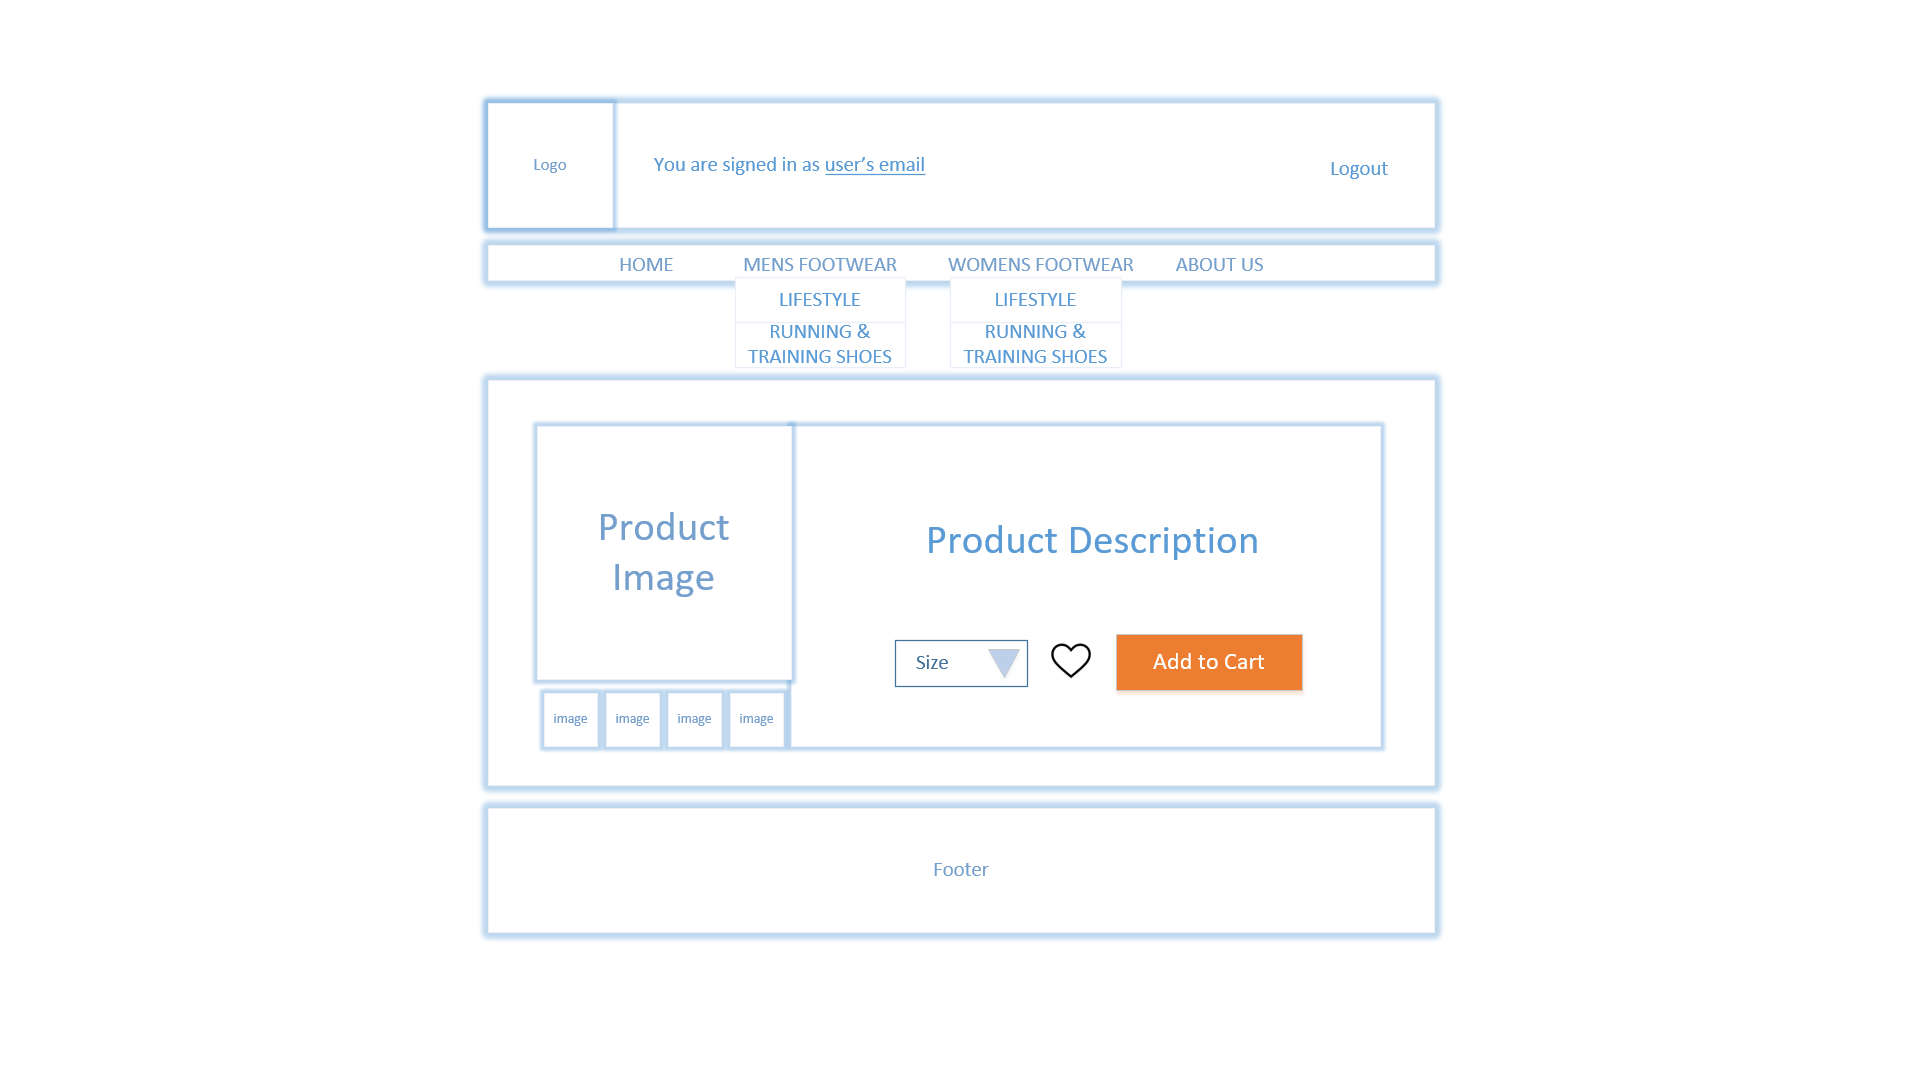 Logo
You are signed in as user’s email
Logout
HOME
MENS FOOTWEAR
WOMENS FOOTWEAR
ABOUT US
LIFESTYLE
RUNNING &
TRAINING SHOES
LIFESTYLE
RUNNING &
TRAINING SHOES
Product
Image
Product Description
Size
Add to Cart
image
image
image
image
Footer